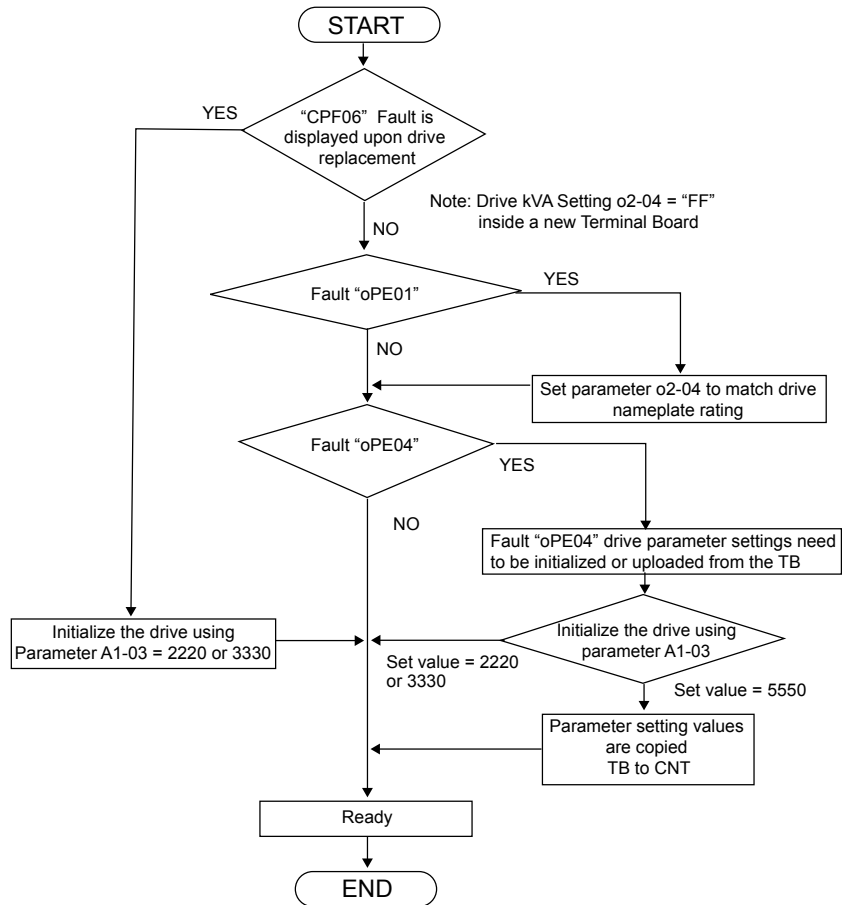 START
YES
“CPF06” Fault is
displayed upon drive
replacement
Note: Drive kVA Setting o2-04 = “FF”
inside a new Terminal Board
NO
Fault “oPE01”
YES
NO
Set parameter o2-04 to match drive
nameplate rating
Fault “oPE04”
YES
NO
Fault “oPE04” drive parameter settings need
to be initialized or uploaded from the TB
Initialize the drive using
Parameter A1-03 = 2220 or 3330
Initialize the drive using
parameter A1-03
Set value = 2220
or 3330
Set value = 5550
Parameter setting values
are copied
TB to CNT
Ready
END